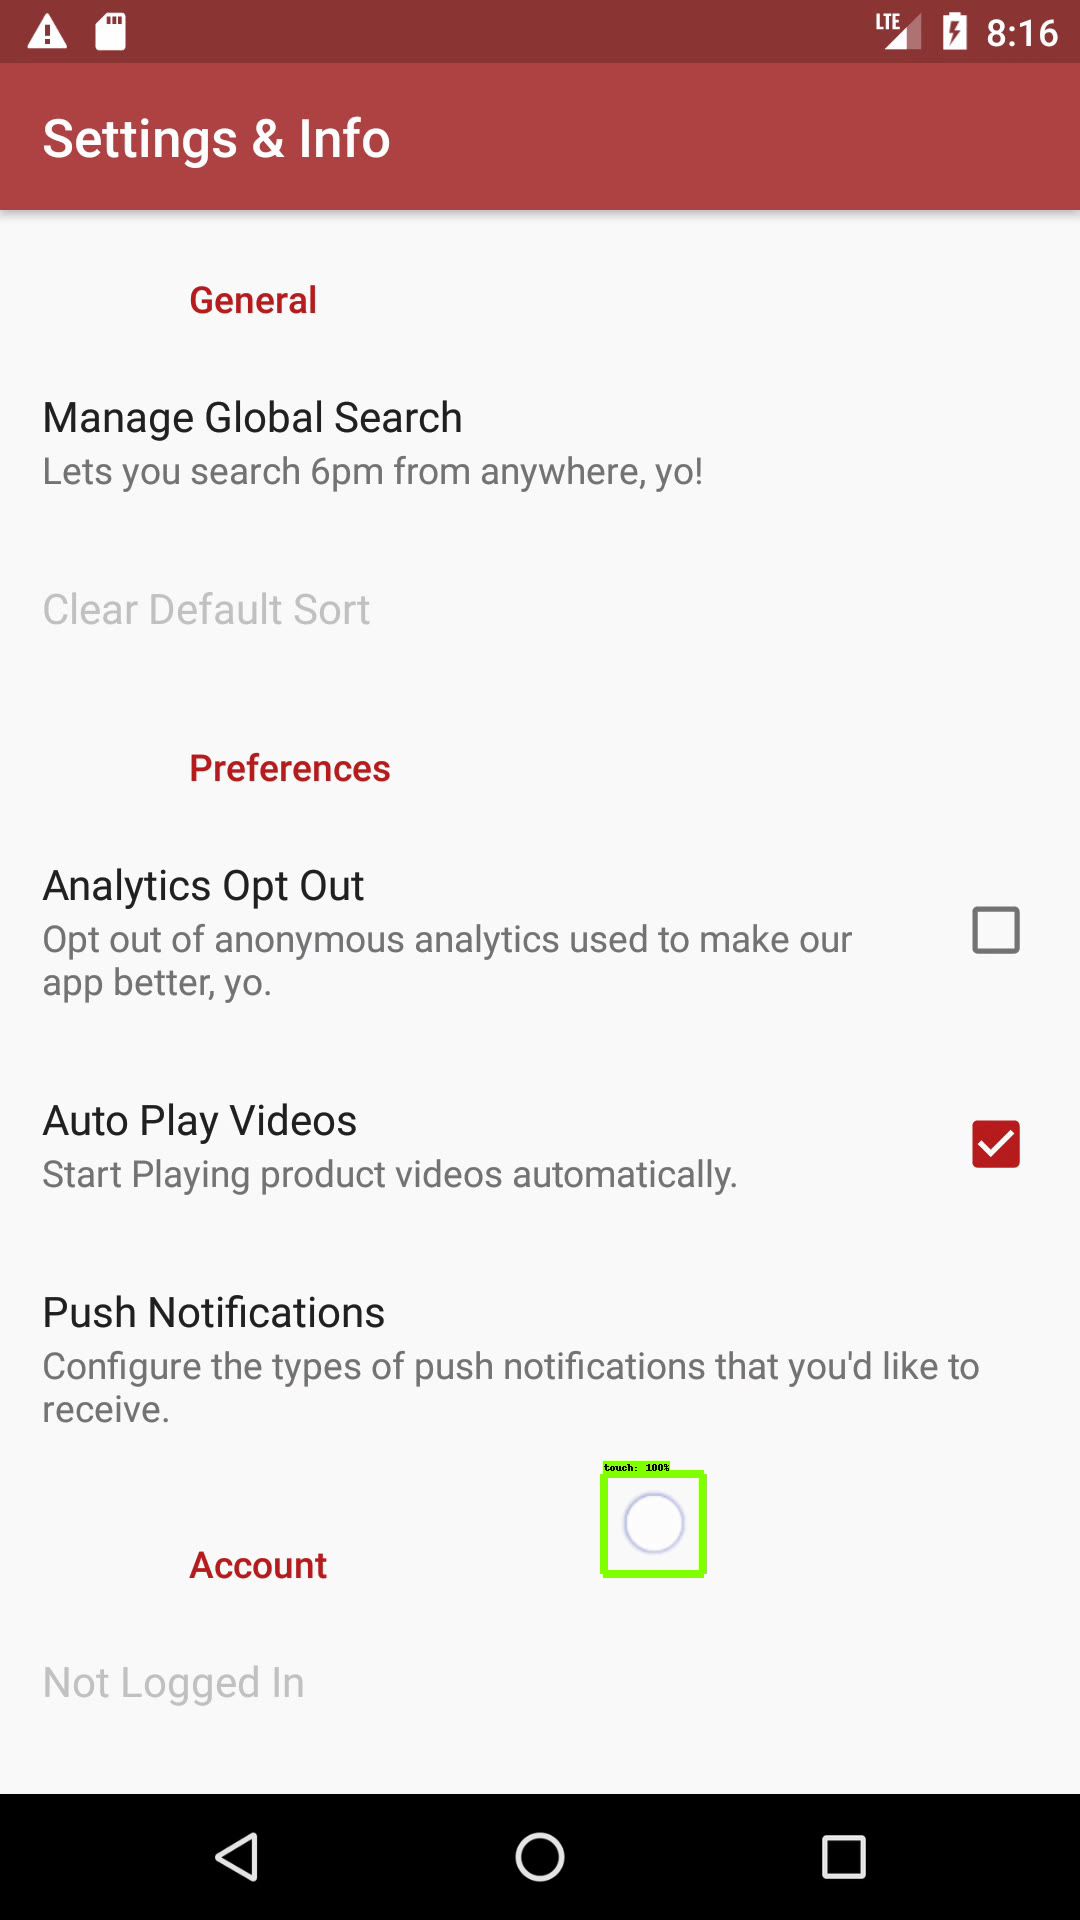 LTE 8:16
Settings & Info
General
Manage Global Search
Lets you search 6pm from anywhere, yo!
Clear Default Sort
Preferences
Analytics Opt Out
Opt out of anonymous analytics used to make our
app better, yo.
Auto Play Videos
Start Playing product videos automatically.
Push Notifications
Configure the types of push notifications that you'd like to
receive.
touch: 100%
Account
Not Logged In